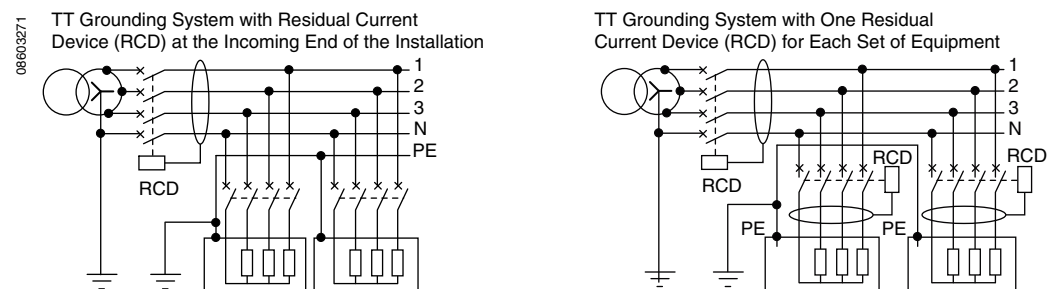 08603271
TT Grounding System with Residual Current
Device (RCD) at the Incoming End of the Installation
1
2
3
N
PE
RCD
TT Grounding System with One Residual
Current Device (RCD) for Each Set of Equipment
1
2
3
N
RCD
RCD
RCD
PE
PE